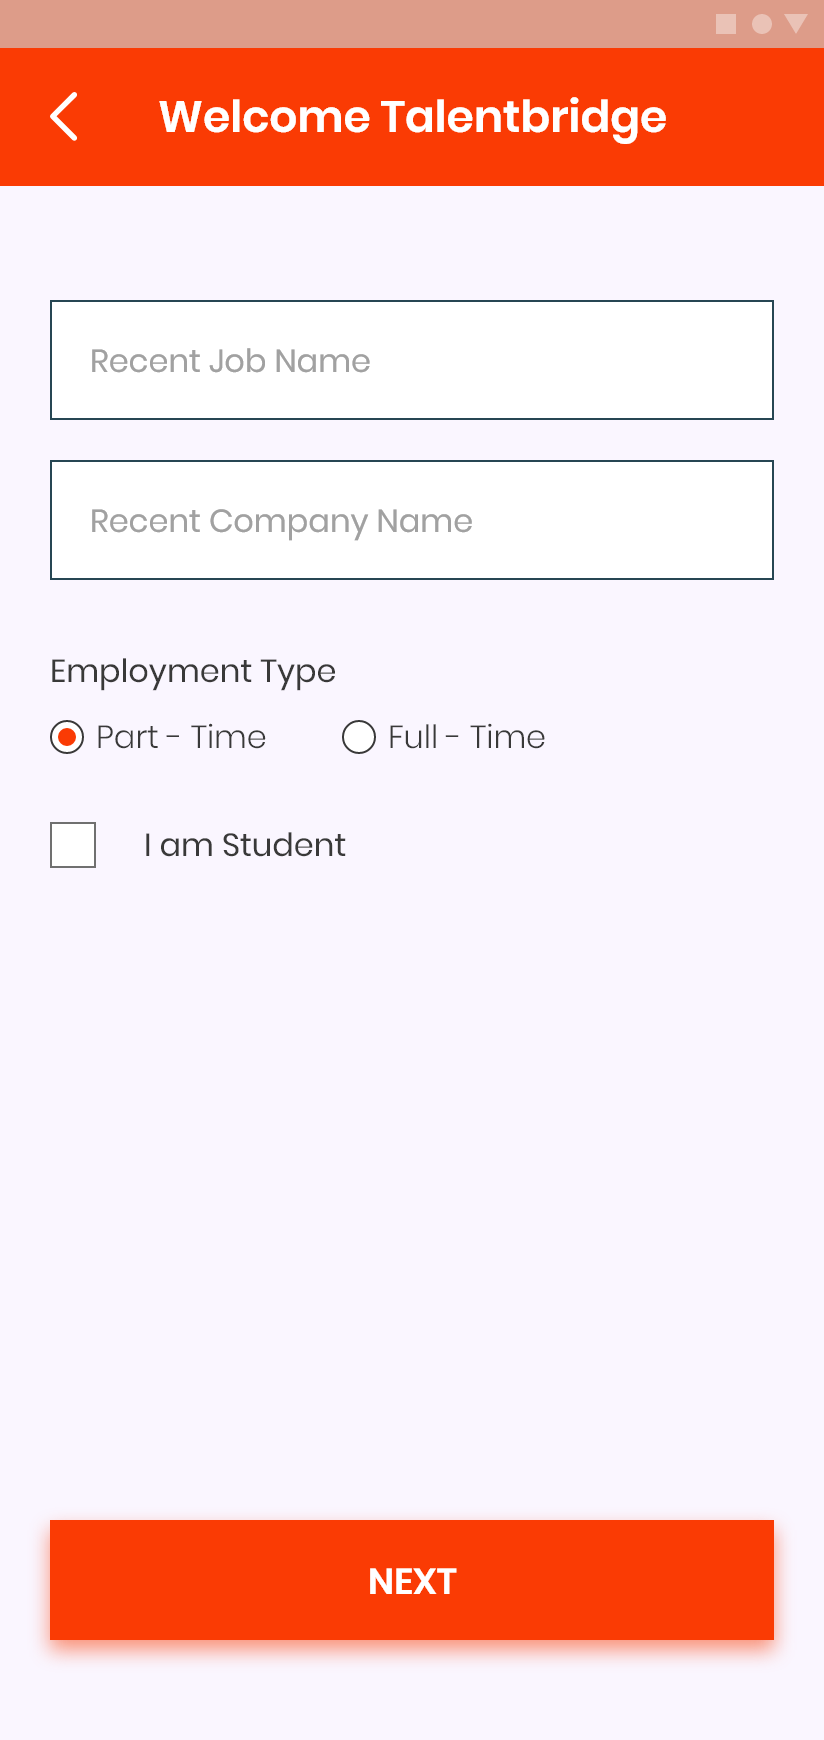 Welcome Talentbridge
Recent Job Name
Recent Company Name
Employment Type
Part - Time
Full - Time
I am Student
NEXT